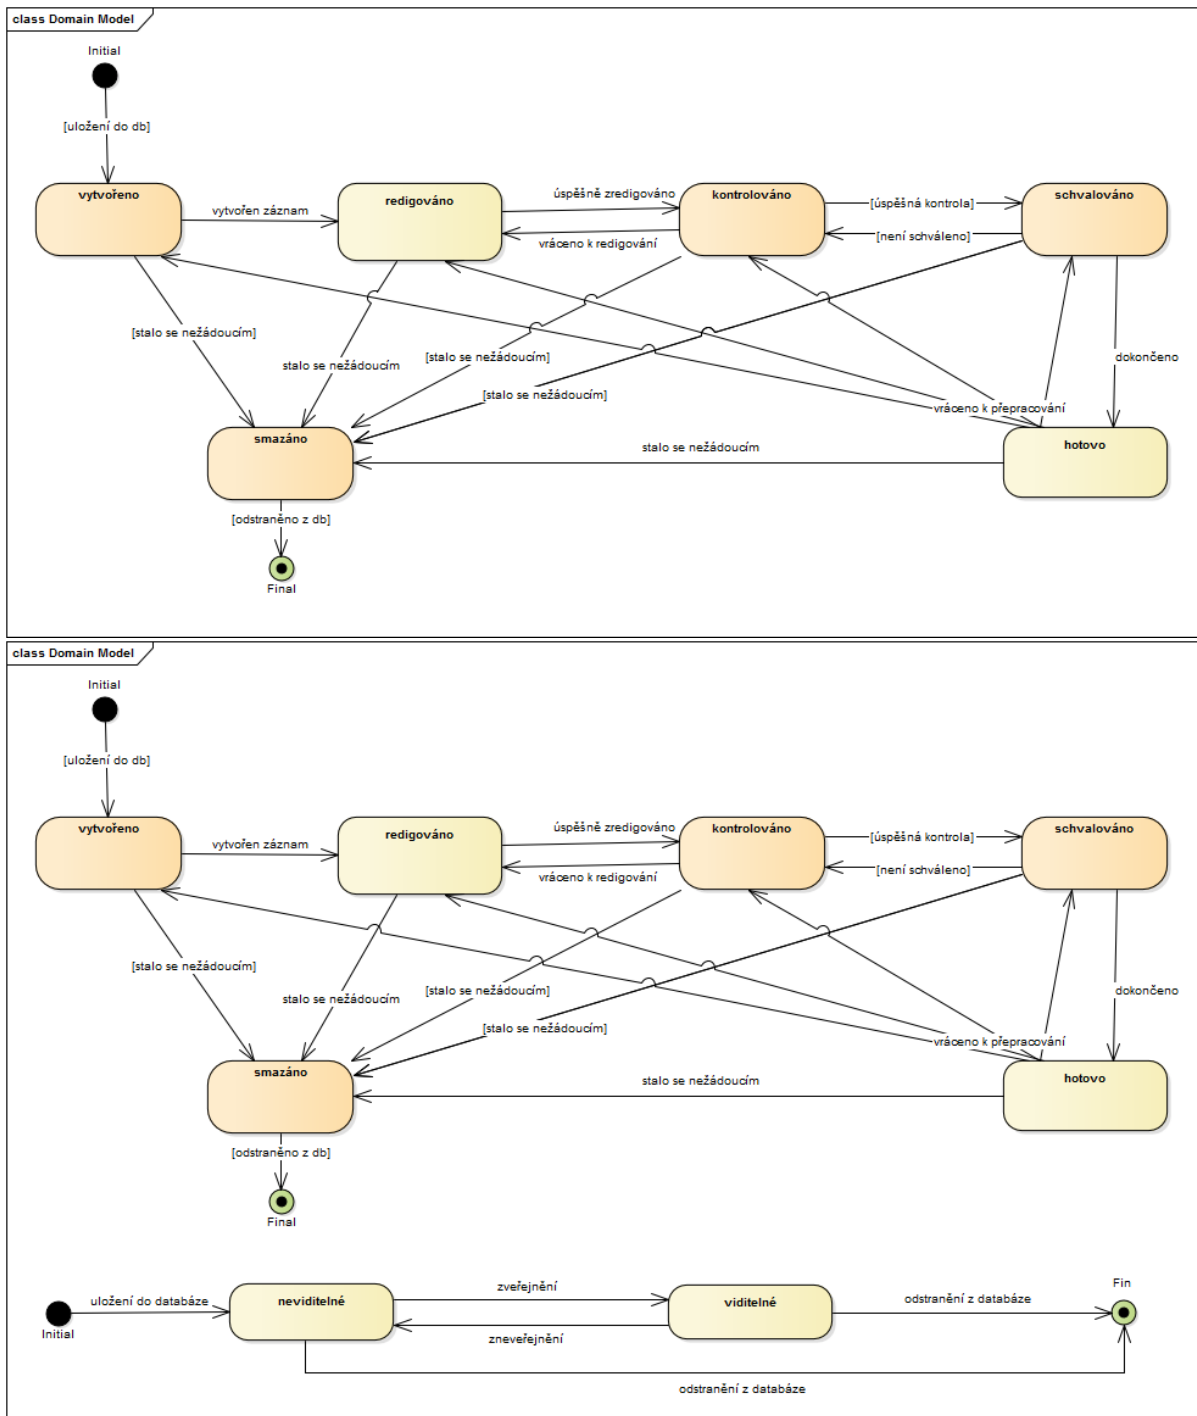 class Domain Model
Initial
[uložení do db]
vytvořeno
vytvořen záznam
redigováno
úspěšně zredigováno
vráceno k redigování
kontrolováno
[úspěšná kontrola]
[není schváleno]
schvalováno
[stalo se nežádoucím]
stalo se nežádoucím
[stalo se nežádoucím]
[stalo se nežádoucím]
dokončeno
vráceno k přepracování
smazáno
stalo se nežádoucím
hotovo
[odstraněno z db]
Final
class Domain Model
Initial
[uložení do db]
vytvořeno
vytvořen záznam
redigováno
úspěšně zredigováno
vráceno k redigování
kontrolováno
[úspěšná kontrola]
[není schváleno]
schvalováno
[stalo se nežádoucím]
stalo se nežádoucím
[stalo se nežádoucím]
[stalo se nežádoucím]
dokončeno
vráceno k přepracování
smazáno
stalo se nežádoucím
hotovo
[odstraněno z db]
Final
Initial
uložení do databáze
neviditelné
zveřejnění
zneveřejnění
viditelné
odstranění z databáze
Fin
odstranění z databáze